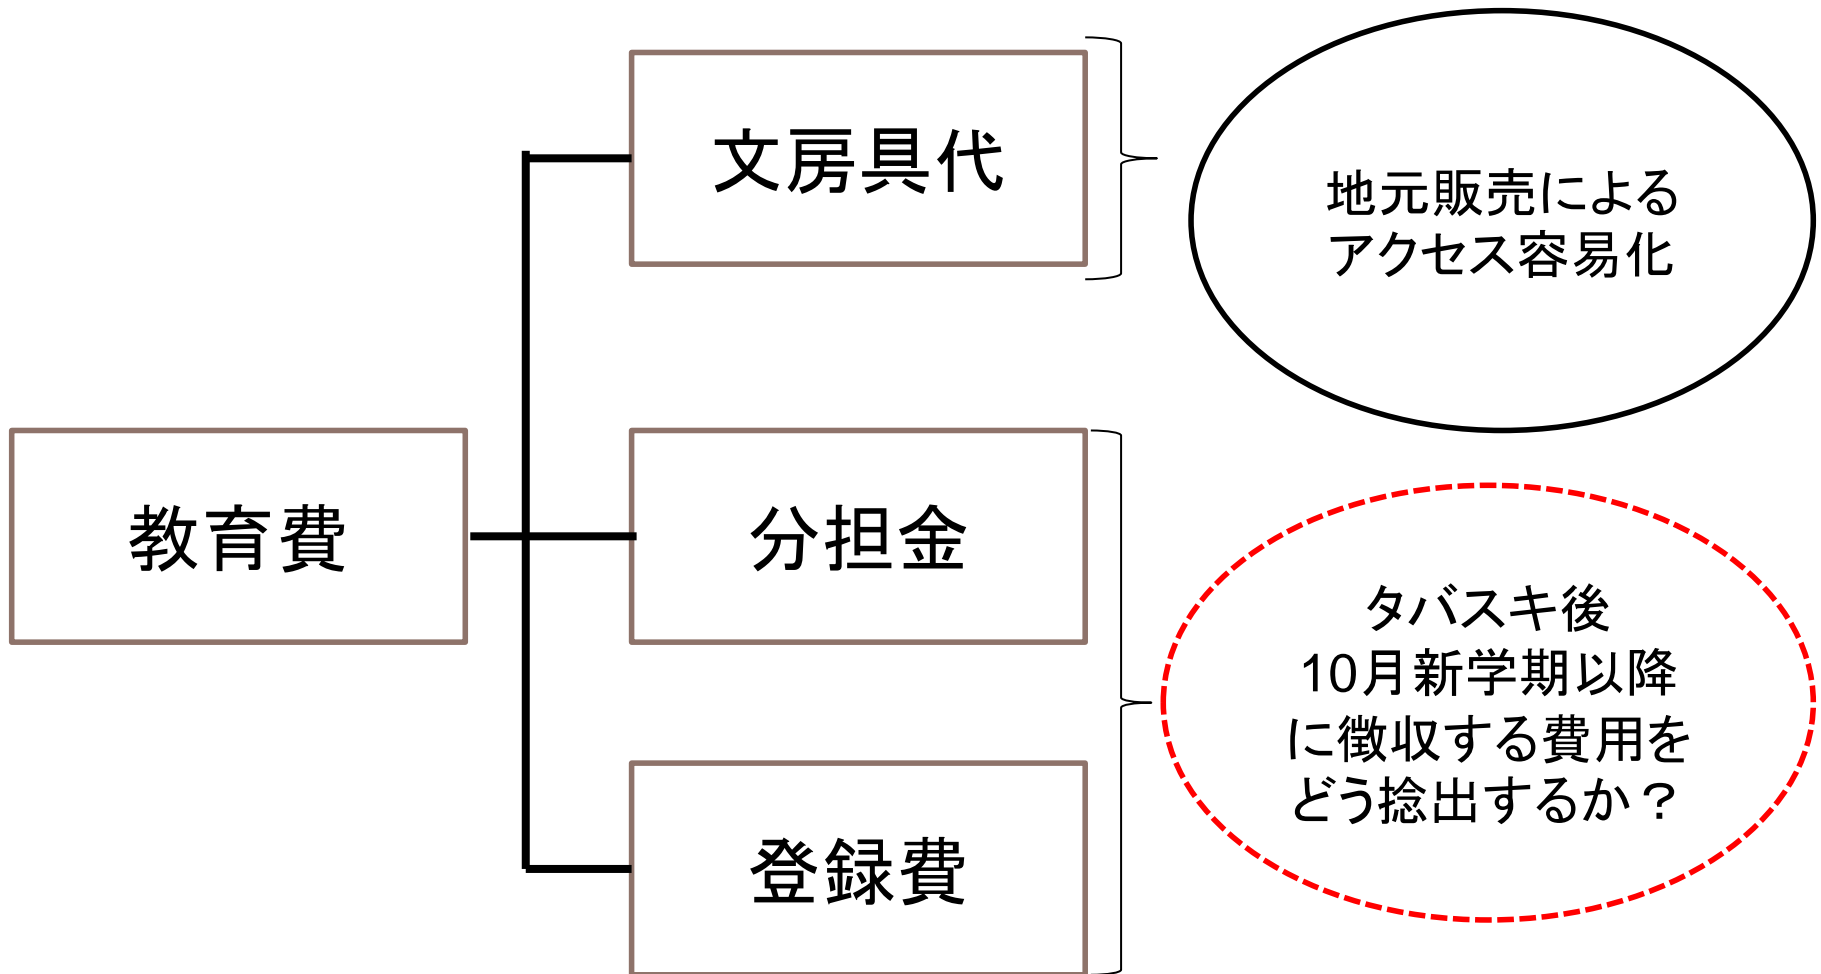 文房具代
地元販売による
アクセス容易化
教育費
分担金
タバスキ後
10月新学期以降
に徴収する費用を
どう捻出するか？
登録費